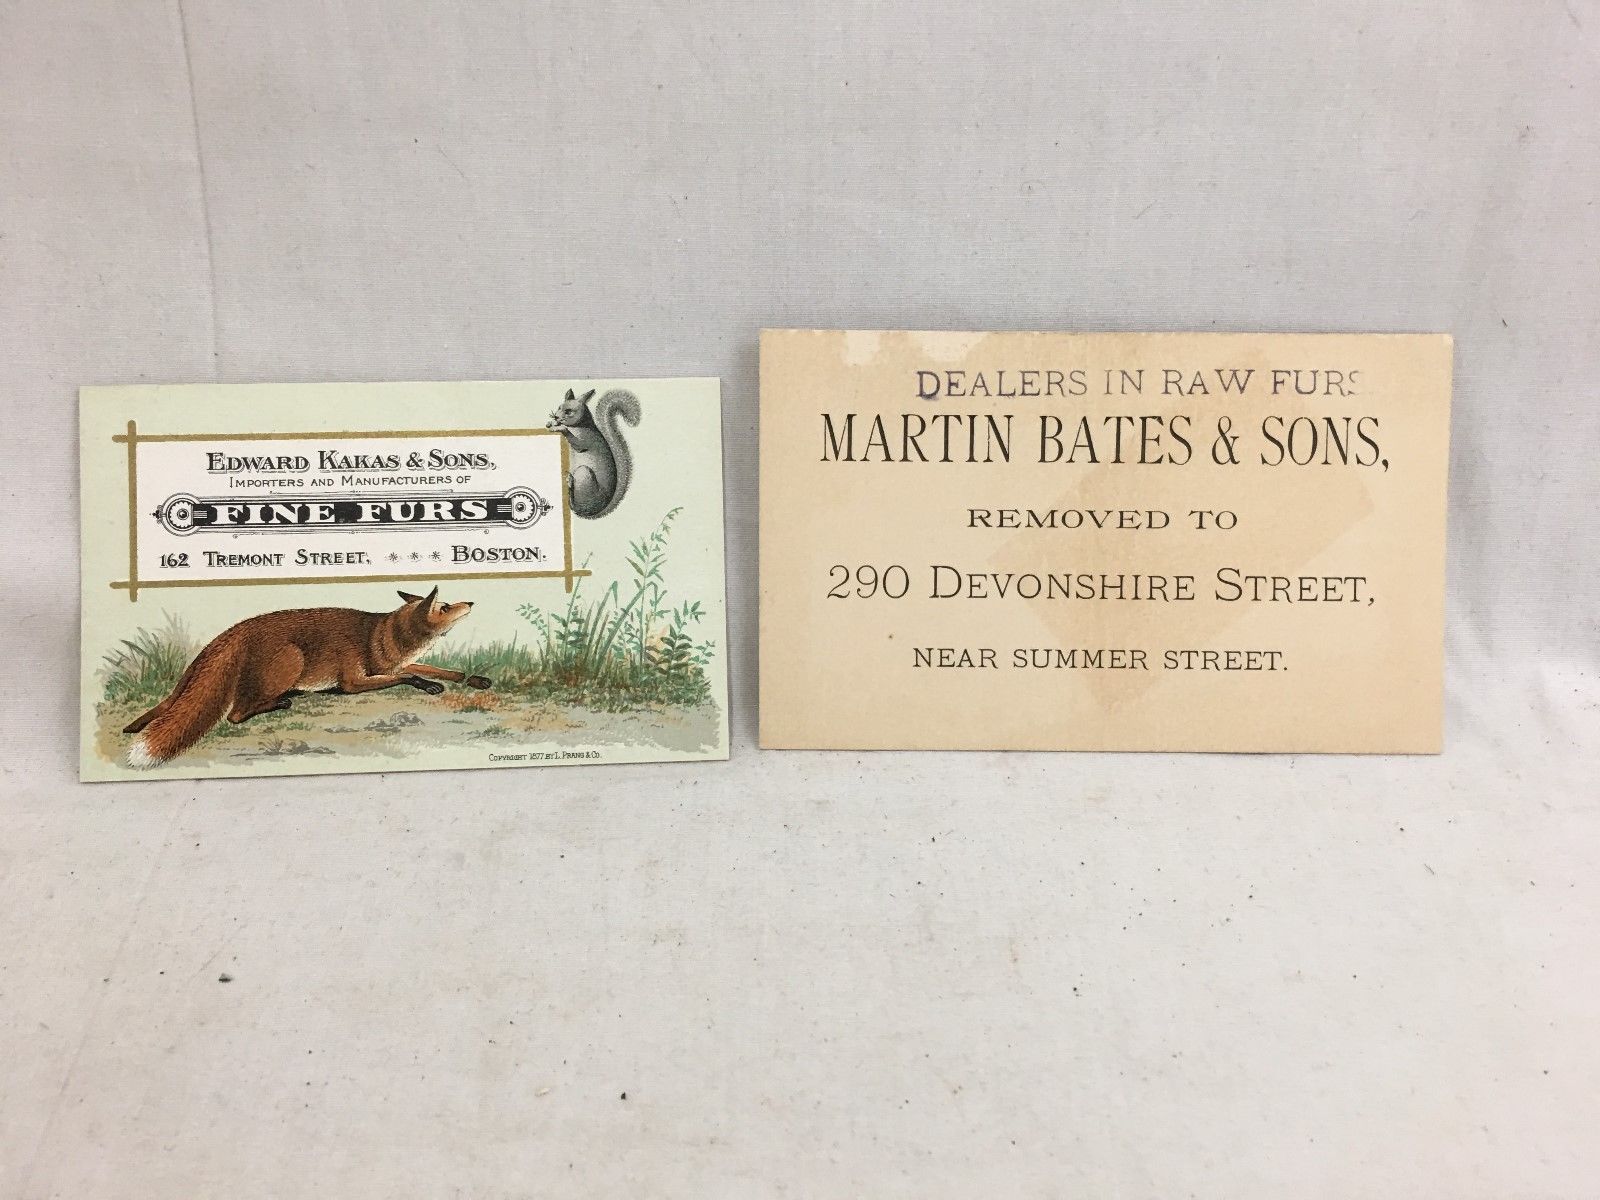 EDWARD KAKAS & SONS,
IMPORTERS AND MANUFACTURERS OF
FINE FURS
162 TREMONT STREET, * * * BOSTON.
COPYRIGHT 1877 BY L. PRANG & CO.
DEALERS IN RAW FURS
MARTIN BATES & SONS,
REMOVED TO
290 DEVONSHIRE STREET,
NEAR SUMMER STREET.